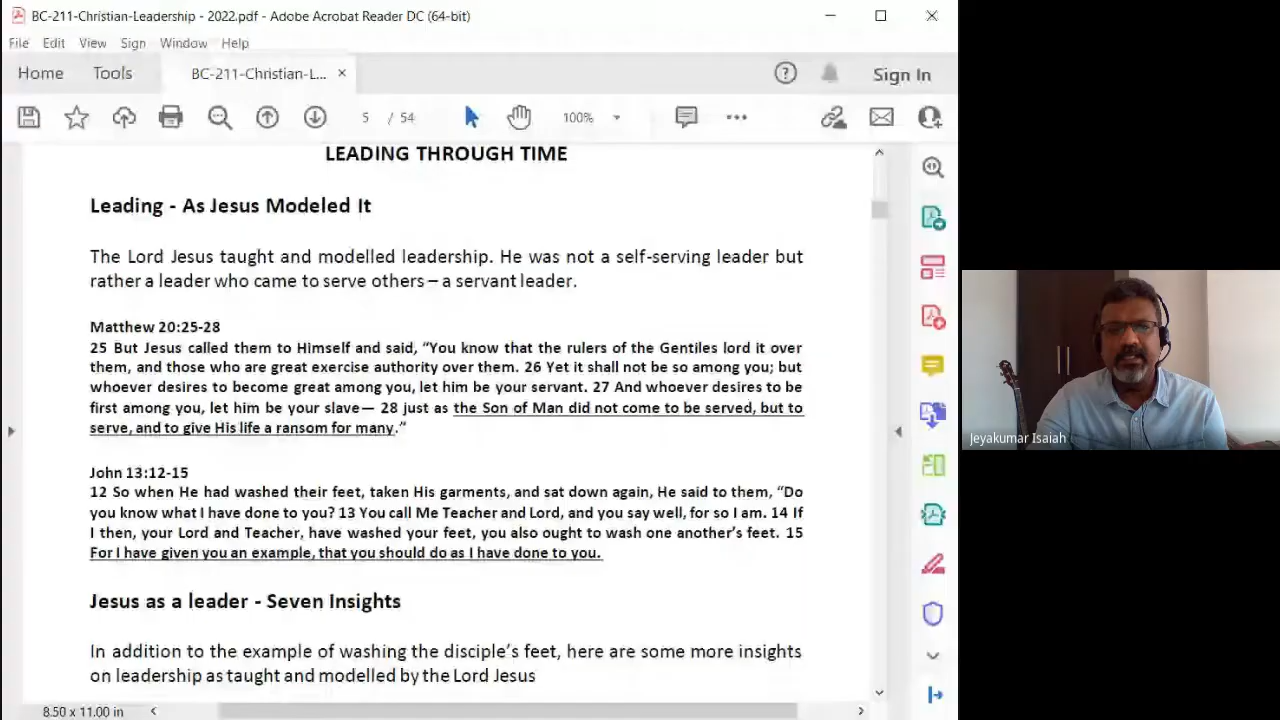 BC-211-Christian-Leadership - 2022.pdf - Adobe Acrobat Reader DC (64-bit)
File Edit View Sign Window Help
Home Tools BC-211-Christian-L... × Sign In
5 / 54 100%
LEADING THROUGH TIME
Leading - As Jesus Modeled It
The Lord Jesus taught and modelled leadership. He was not a self-serving leader but
rather a leader who came to serve others – a servant leader.
Matthew 20:25-28
25 But Jesus called them to Himself and said, “You know that the rulers of the Gentiles lord it over
them, and those who are great exercise authority over them. 26 Yet it shall not be so among you; but
whoever desires to become great among you, let him be your servant. 27 And whoever desires to be
first among you, let him be your slave— 28 just as the Son of Man did not come to be served, but to
serve, and to give His life a ransom for many.”
John 13:12-15
12 So when He had washed their feet, taken His garments, and sat down again, He said to them, “Do
you know what I have done to you? 13 You call Me Teacher and Lord, and you say well, for so I am. 14 If
I then, your Lord and Teacher, have washed your feet, you also ought to wash one another’s feet. 15
For I have given you an example, that you should do as I have done to you.
Jesus as a leader - Seven Insights
In addition to the example of washing the disciple’s feet, here are some more insights
on leadership as taught and modelled by the Lord Jesus
8.50 x 11.00 in
Jeyakumar Isaiah